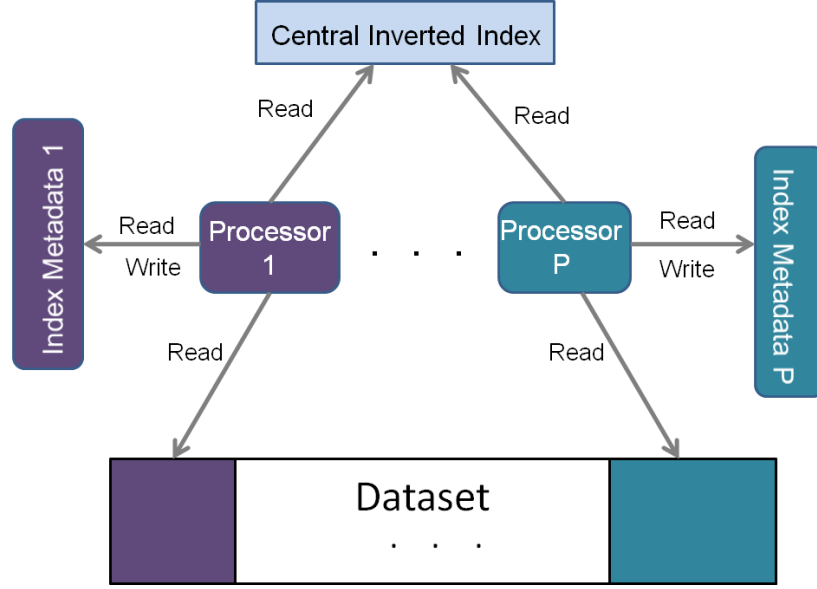 Central Inverted Index
Read
Read
Index Metadata 1
Read
Write
Processor
1
. . .
Processor
P
Read
Write
Index Metadata P
Read
Read
Dataset
. . .